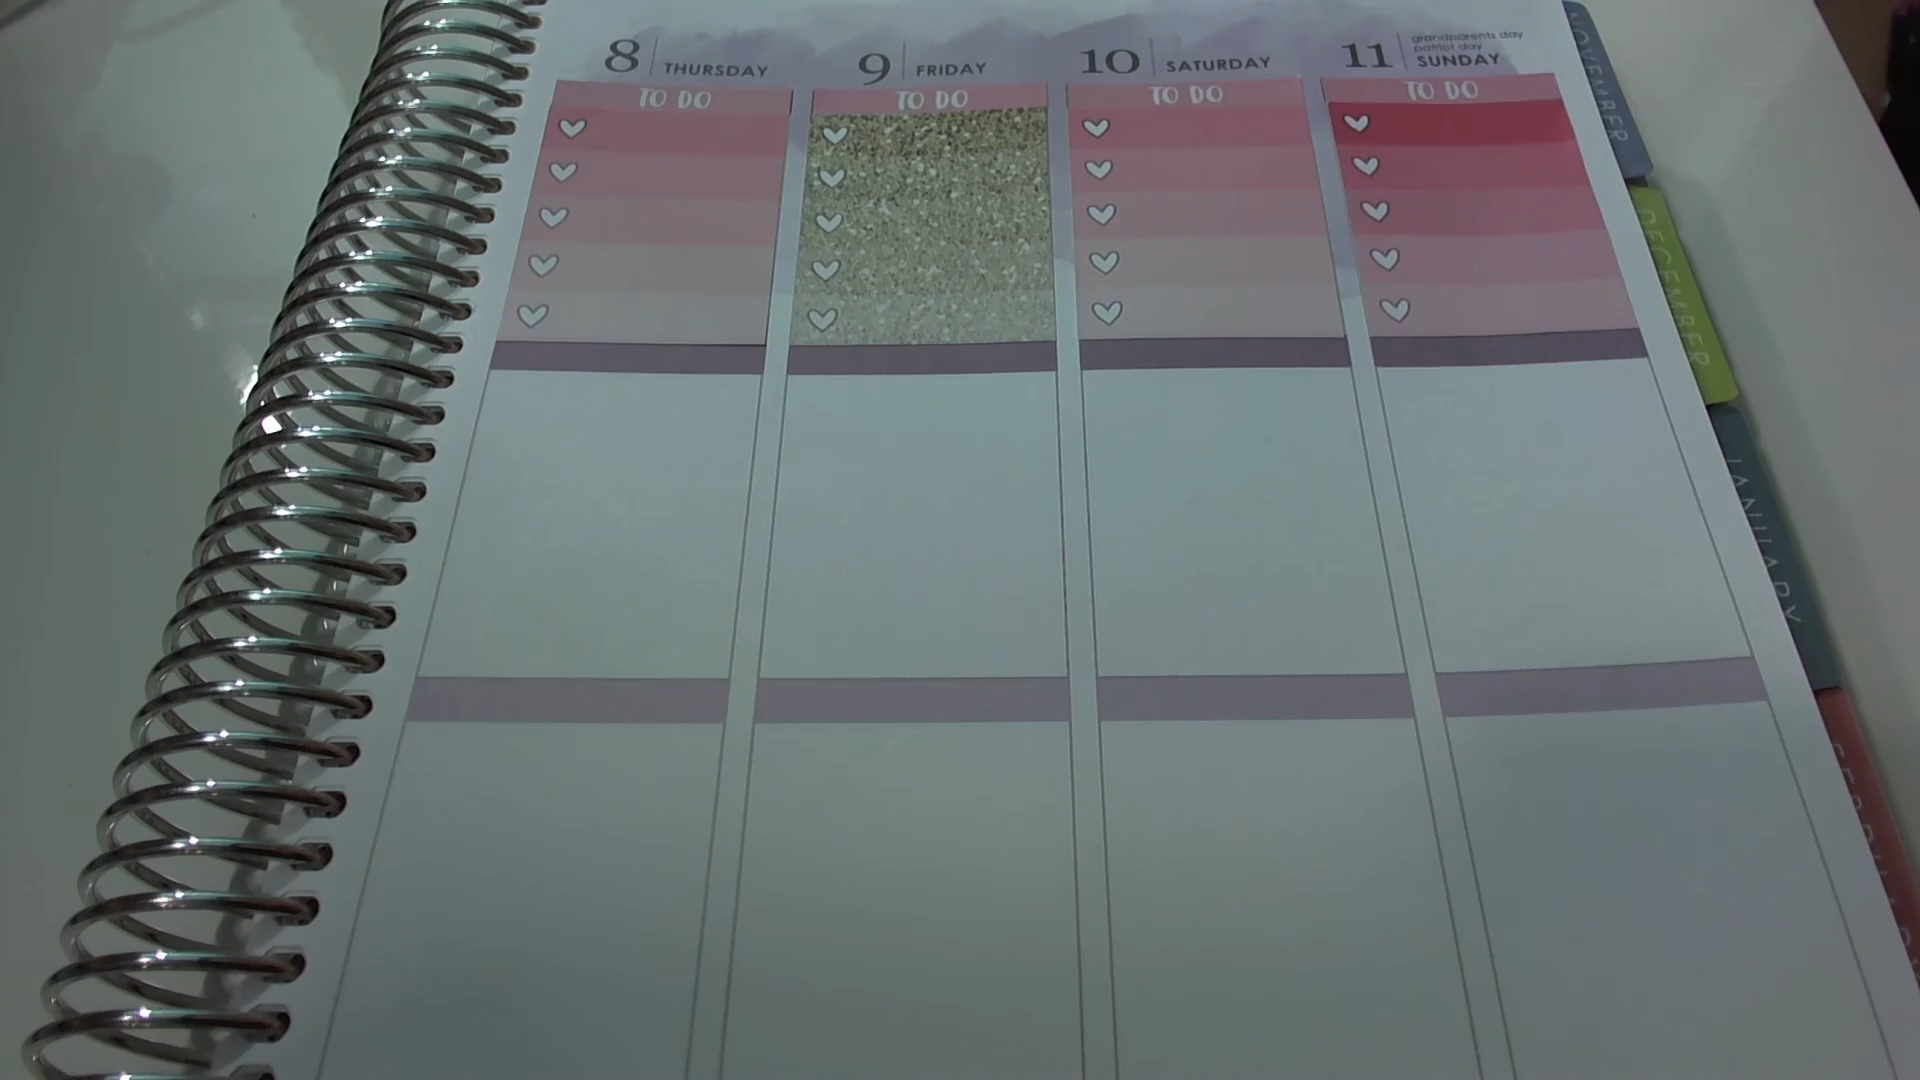 8 THURSDAY
9 FRIDAY
10 SATURDAY
11 grandparents day
patriot day
SUNDAY
TO DO
TO DO
TO DO
TO DO
NOVEMBER
DECEMBER
JANUARY
FEBRUARY